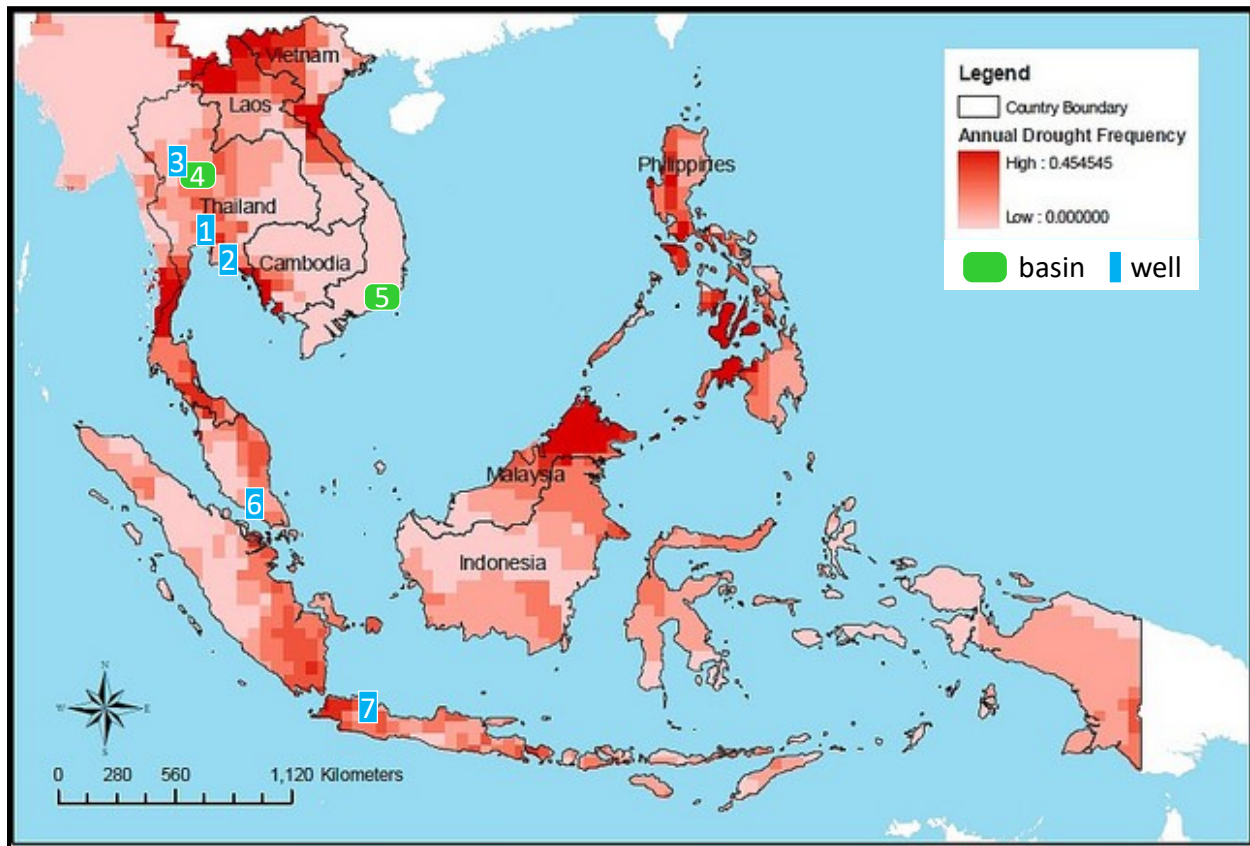 Vietnam
Laos
3
4
Thailand
1
2
Cambodia
5
Philippines
Legend
Country Boundary
Annual Drought Frequency
High : 0.454545
Low : 0.000000
basin
well
Malaysia
6
Indonesia
7
N
W
E
S
0 280 560 1,120 Kilometers